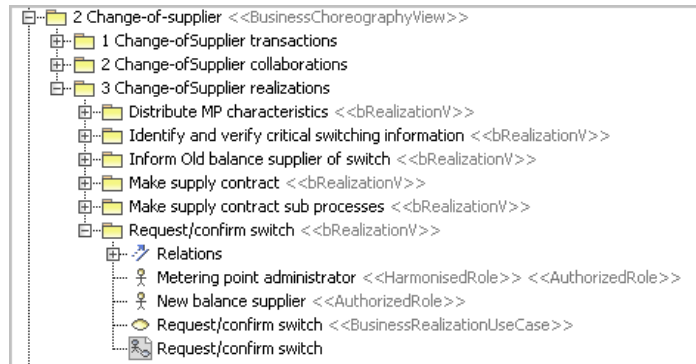 2 Change-of-supplier <<BusinessChoreographyView>>
1 Change-ofSupplier transactions
2 Change-ofSupplier collaborations
3 Change-ofSupplier realizations
Distribute MP characteristics <<bRealizationV>>
Identify and verify critical switching information <<bRealizationV>>
Inform Old balance supplier of switch <<bRealizationV>>
Make supply contract <<bRealizationV>>
Make supply contract sub processes <<bRealizationV>>
Request/confirm switch <<bRealizationV>>
Relations
Metering point administrator <<HarmonisedRole>> <<AuthorizedRole>>
New balance supplier <<AuthorizedRole>>
Request/confirm switch <<BusinessRealizationUseCase>>
Request/confirm switch